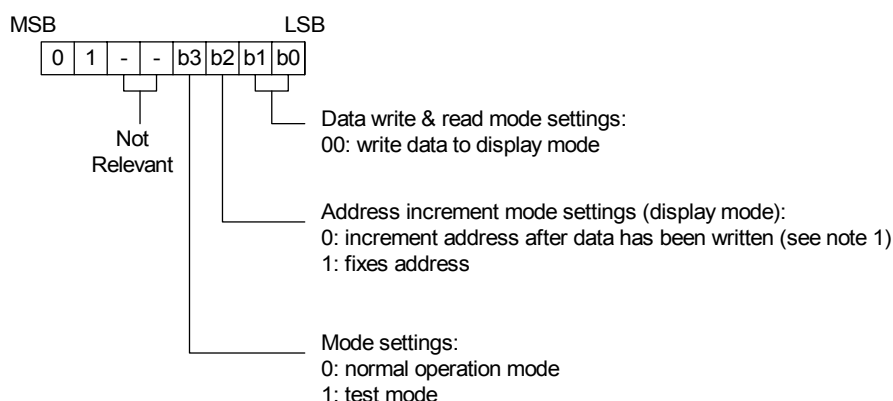 MSB LSB
0 1 - - b3 b2 b1 b0
Data write & read mode settings:
00: write data to display mode
Not
Relevant
Address increment mode settings (display mode):
0: increment address after data has been written (see note 1)
1: fixes address
Mode settings:
0: normal operation mode
1: test mode